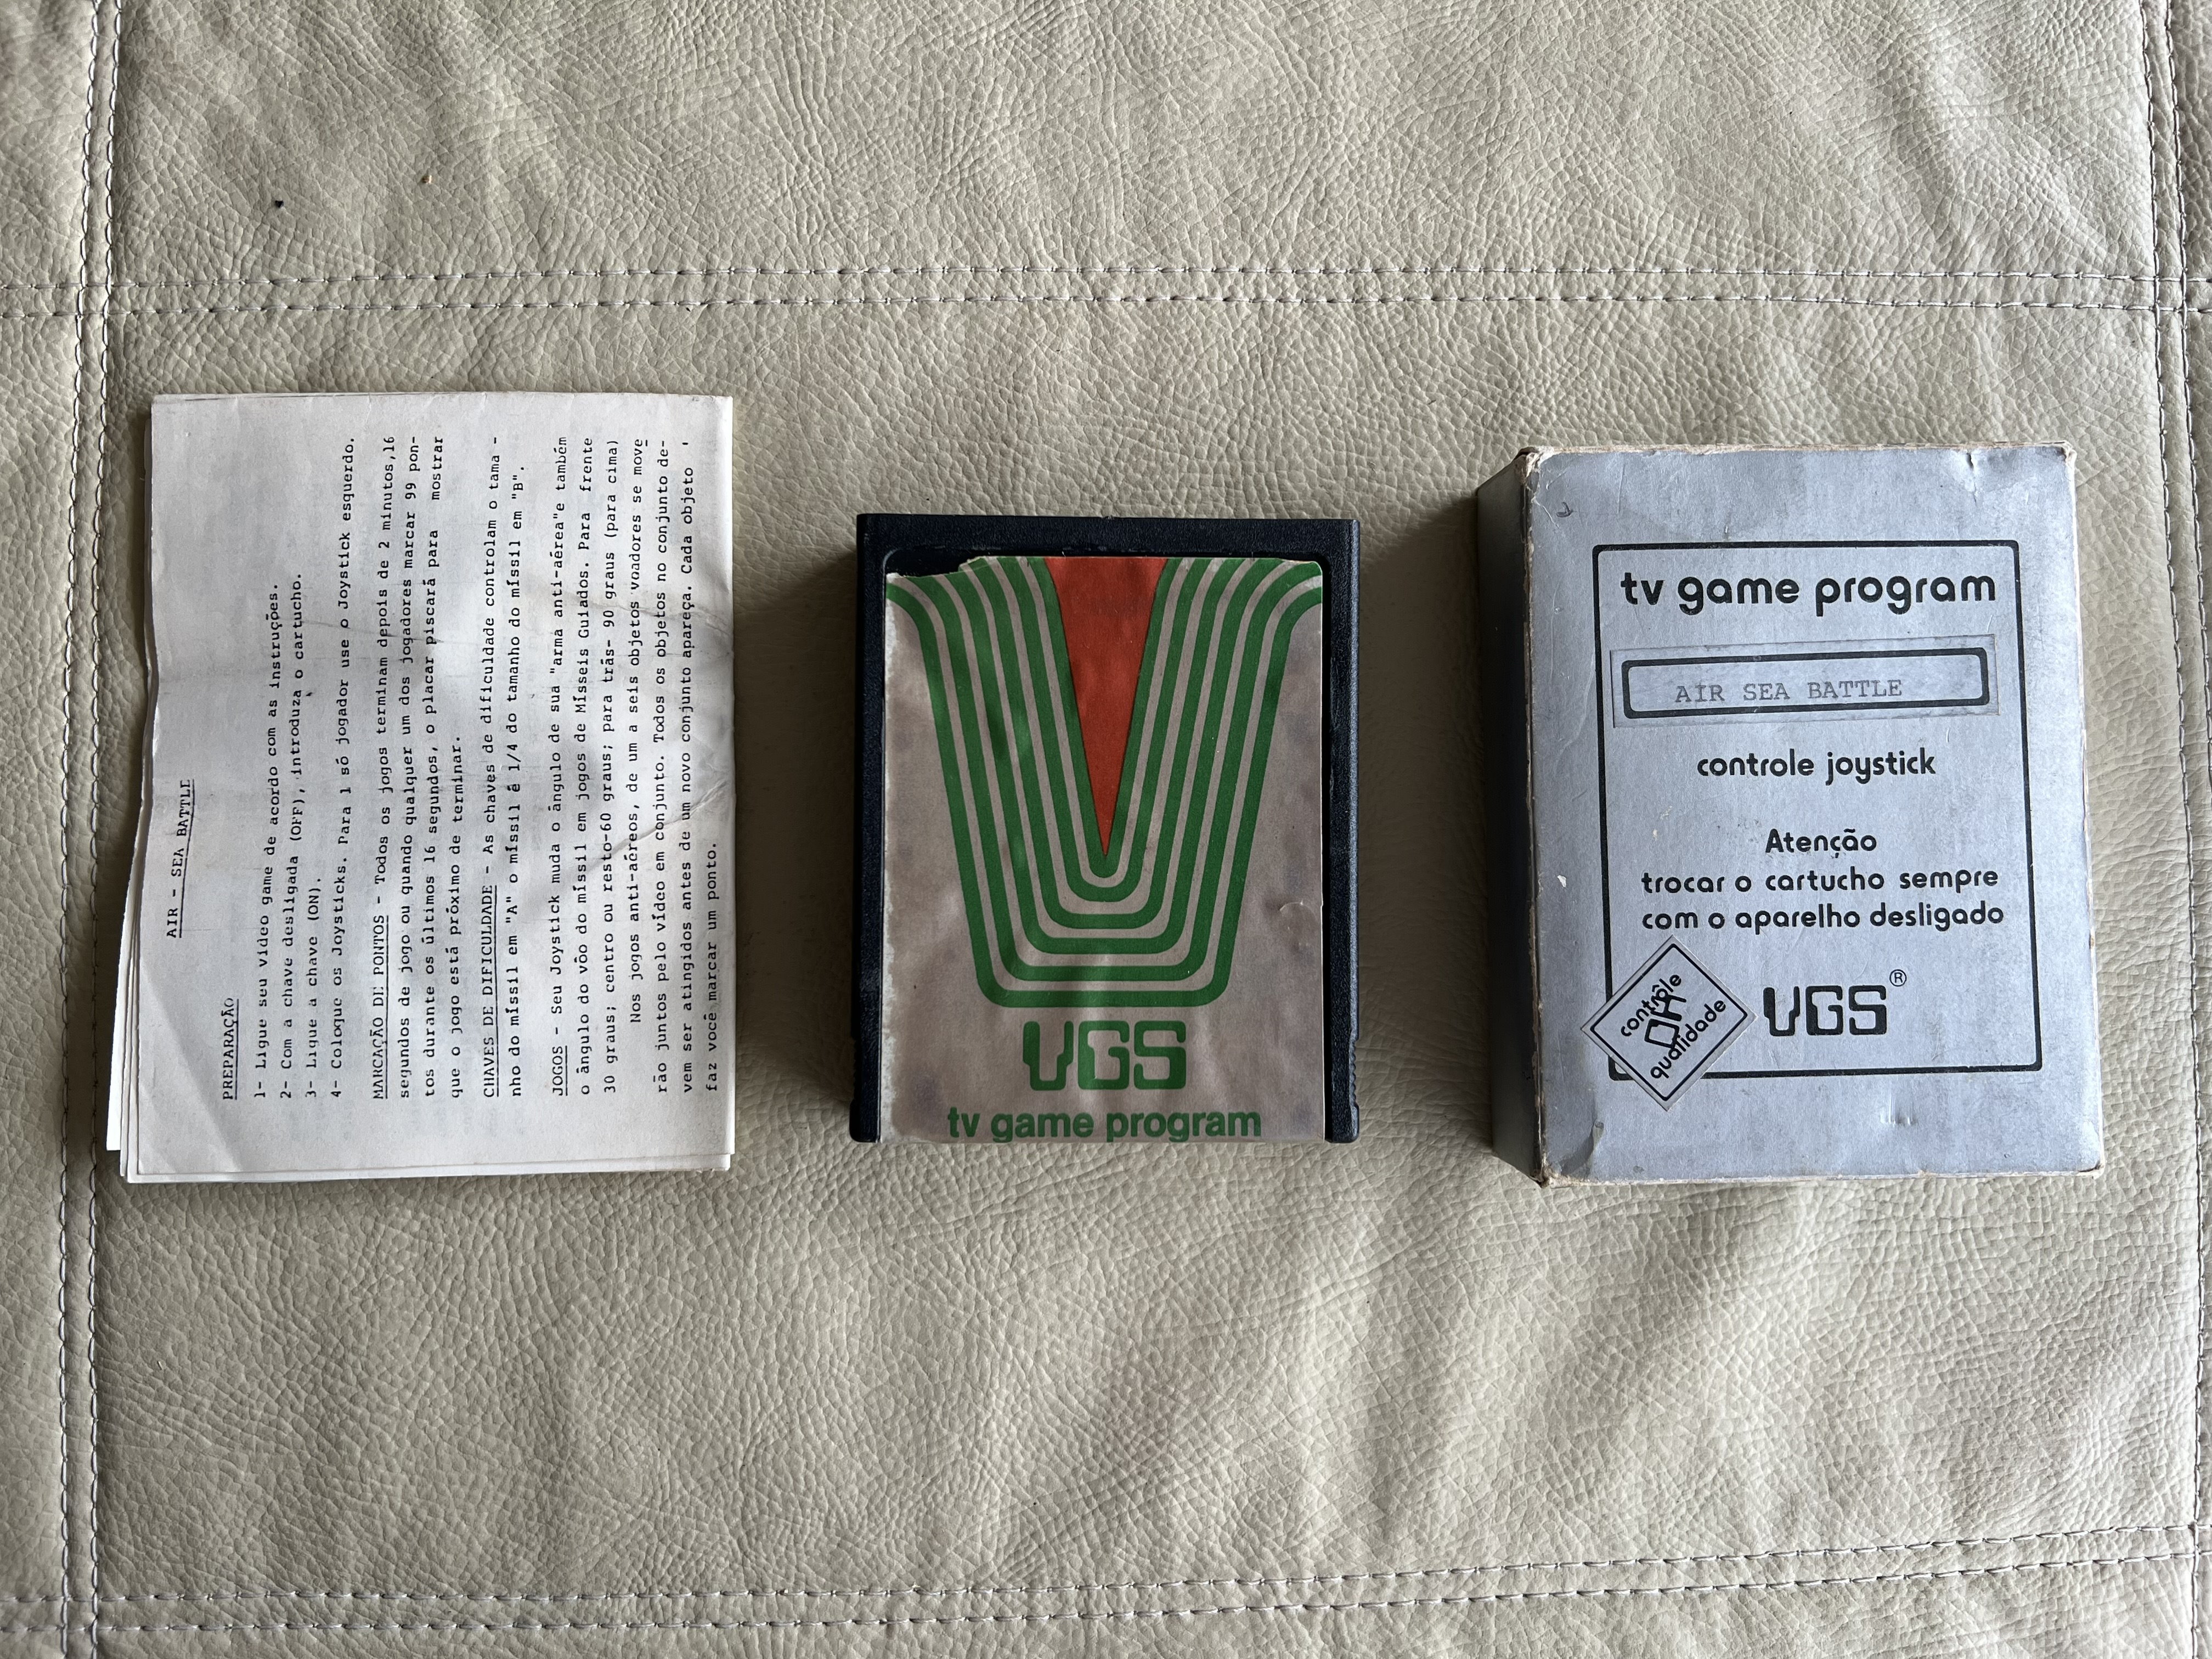 AIR - SEA BATTLE
PREPARAÇÃO
1- Ligue seu vídeo game de acordo com as instruções.
2- Com a chave desligada (OFF), introduza o cartucho.
3- Ligue a chave (ON).
4- Coloque os Joysticks. Para 1 só jogador use o Joystick esquerdo.
MARCAÇÃO DE PONTOS - Todos os jogos terminam depois de 2 minutos,16
segundos de jogo ou quando qualquer um dos jogadores marcar 99 pon-
tos durante os últimos 16 segundos, o placar piscará para mostrar
que o jogo está próximo de terminar.
CHAVES DE DIFICULDADE - As chaves de dificuldade controlam o tama -
nho do míssil em "A" o míssil é 1/4 do tamanho do míssil em "B".
JOGOS - Seu Joystick muda o ângulo de sua "arma anti-aérea"e também
o ângulo do vôo do míssil em jogos de Mísseis Guiados. Para frente
30 graus; centro ou resto-60 graus; para trás- 90 graus (para cima)
Nos jogos anti-aéreos, de um a seis objetos voadores se move
rão juntos pelo vídeo em conjunto. Todos os objetos no conjunto de-
vem ser atingidos antes de um novo conjunto apareça. Cada objeto '
faz você marcar um ponto.
VGS
tv game program
tv game program
AIR SEA BATTLE
controle joystick
Atenção
trocar o cartucho sempre
com o aparelho desligado
VGS®
contrôle
OK
qualidade